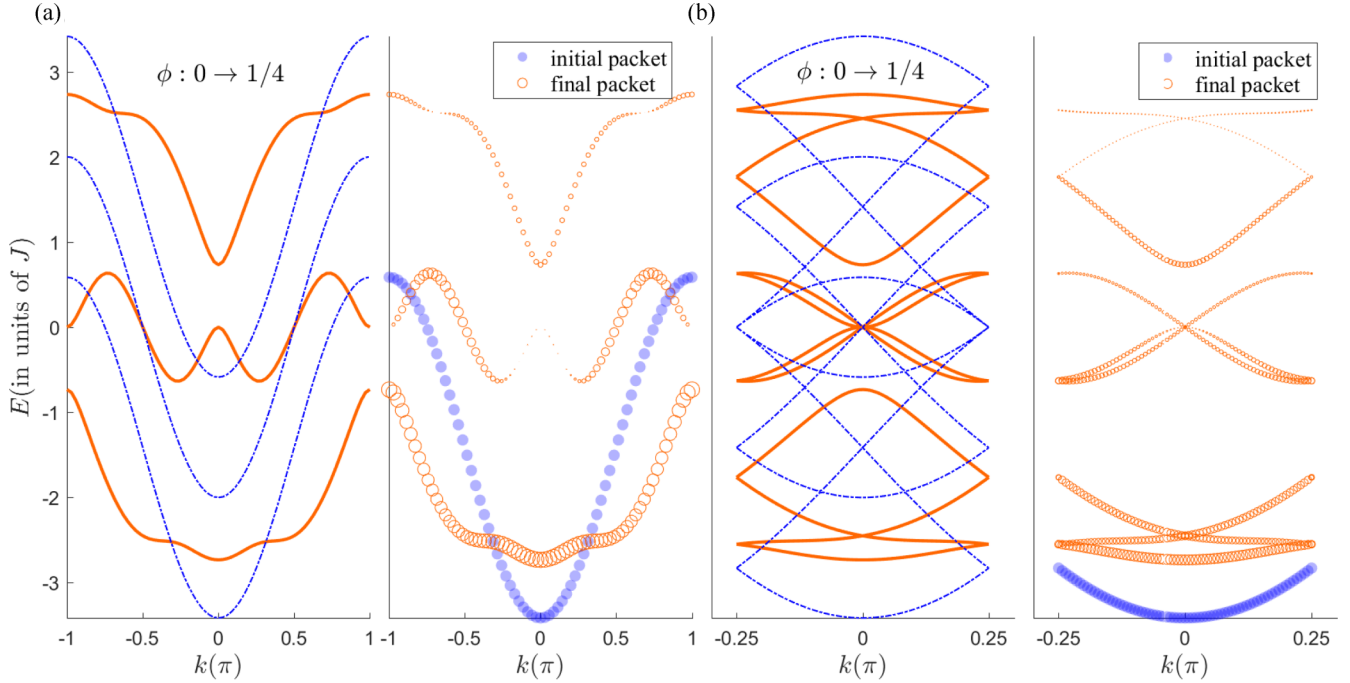 (a)
(b)
ϕ : 0 → 1/4
initial packet
final packet
ϕ : 0 → 1/4
initial packet
final packet
E(in units of J)
3
2
1
0
-1
-2
-3
-1 -0.5 0 0.5 1
-1 -0.5 0 0.5 1
-0.25 0 0.25
-0.25 0 0.25
k(π)
k(π)
k(π)
k(π)